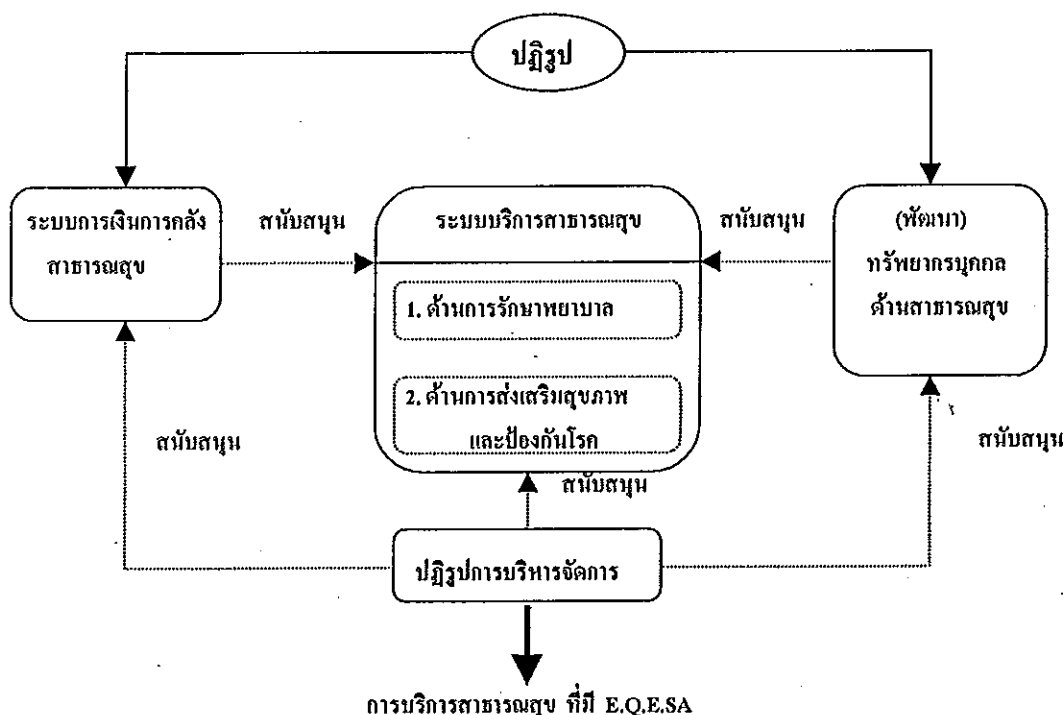 ปฏิรูป
ระบบการเงินการคลัง
สาธารณสุข
สนับสนุน
ระบบบริการสาธารณสุข
1. ด้านการรักษาพยาบาล
2. ด้านการส่งเสริมสุขภาพ
และป้องกันโรค
สนับสนุน
(พัฒนา)
ทรัพยากรบุคคล
ด้านสาธารณสุข
สนับสนุน
สนับสนุน
สนับสนุน
ปฏิรูปการบริหารจัดการ
การบริการสาธารณสุข ที่มี E.Q.E.SA